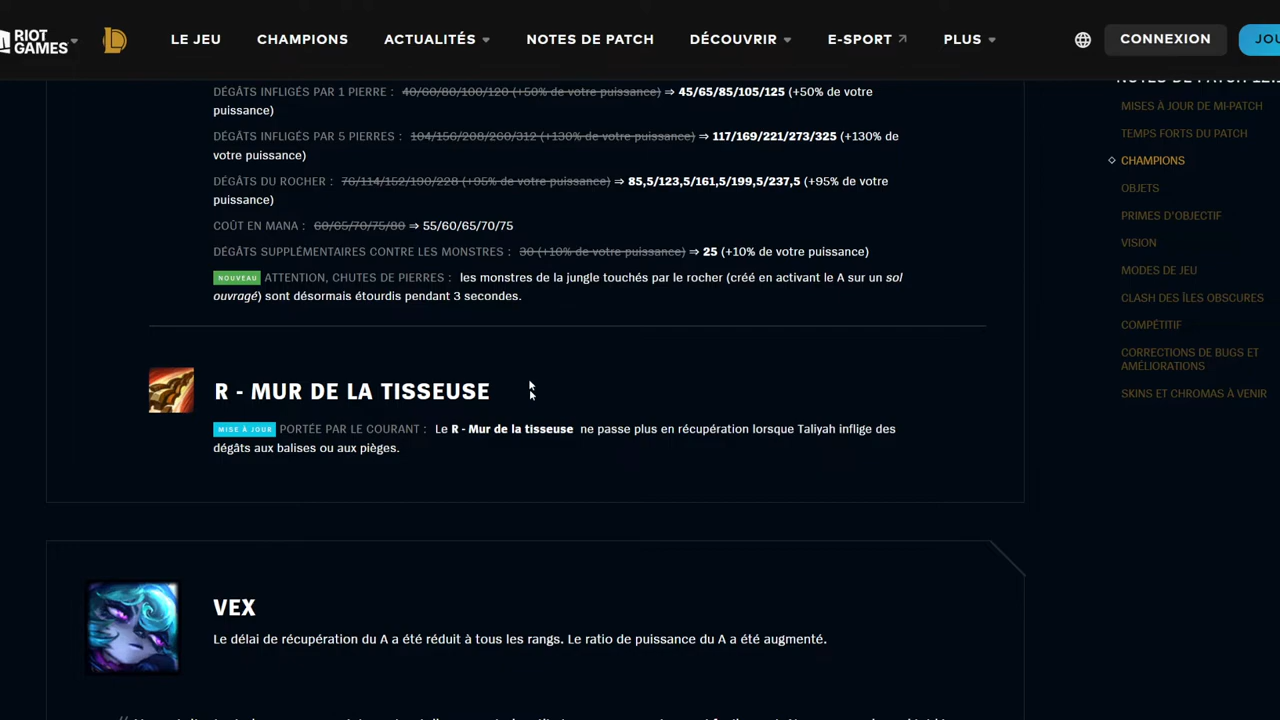 RIOT
GAMES
LE JEU CHAMPIONS ACTUALITÉS NOTES DE PATCH DÉCOUVRIR E-SPORT PLUS CONNEXION JOU
DÉGÂTS INFLIGÉS PAR 1 PIERRE : 40/60/80/100/120 (+50% de votre puissance) ⇒ 45/65/85/105/125 (+50% de votre
puissance)
DÉGÂTS INFLIGÉS PAR 5 PIERRES : 104/156/208/260/312 (+130% de votre puissance) ⇒ 117/169/221/273/325 (+130% de
votre puissance)
DÉGÂTS DU ROCHER : 76/114/152/190/228 (+95% de votre puissance) ⇒ 85,5/123,5/161,5/199,5/237,5 (+95% de votre
puissance)
COÛT EN MANA : 60/65/70/75/80 ⇒ 55/60/65/70/75
DÉGÂTS SUPPLÉMENTAIRES CONTRE LES MONSTRES : 30 (+10% de votre puissance) ⇒ 25 (+10% de votre puissance)
NOUVEAU ATTENTION, CHUTES DE PIERRES : les monstres de la jungle touchés par le rocher (créé en activant le A sur un sol
ouvragé) sont désormais étourdis pendant 3 secondes.
R - MUR DE LA TISSEUSE
MISE À JOUR PORTÉE PAR LE COURANT : Le R - Mur de la tisseuse ne passe plus en récupération lorsque Taliyah inflige des
dégâts aux balises ou aux pièges.
VEX
Le délai de récupération du A a été réduit à tous les rangs. Le ratio de puissance du A a été augmenté.
MISES À JOUR DE MI-PATCH
TEMPS FORTS DU PATCH
CHAMPIONS
OBJETS
PRIMES D'OBJECTIF
VISION
MODES DE JEU
CLASH DES ÎLES OBSCURES
COMPÉTITIF
CORRECTIONS DE BUGS ET
AMÉLIORATIONS
SKINS ET CHROMAS À VENIR